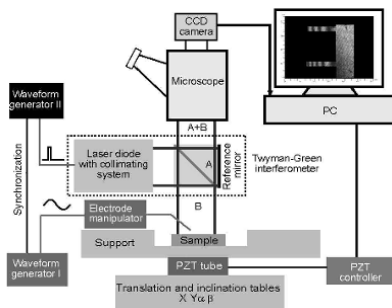 CCD
camera
Microscope
PC
Waveform
generator II
A+B
Laser diode
with collimating
system
A
Reference
mirror
Twyman-Green
interferometer
Synchronization
B
Electrode
manipulator
Support
Sample
Waveform
generator I
PZT tube
PZT
controller
Translation and inclination tables
X Yα β